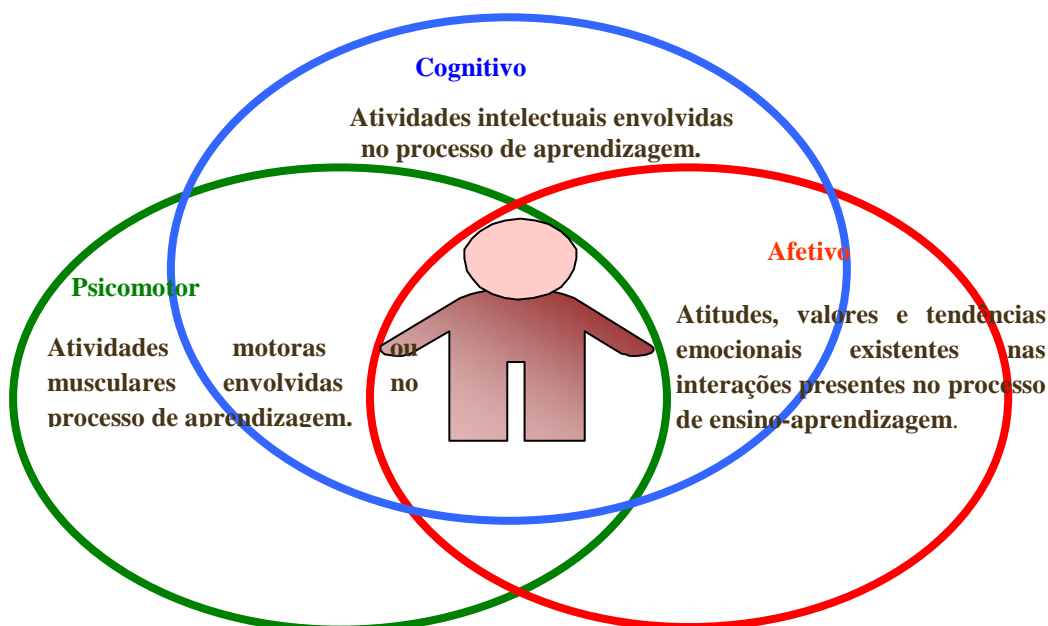 Cognitivo
Atividades intelectuais envolvidas
no processo de aprendizagem.
Afetivo
Psicomotor
Atitudes, valores e tendências
emocionais existentes nas
interações presentes no processo
de ensino-aprendizagem.
Atividades motoras ou
musculares envolvidas no
processo de aprendizagem.